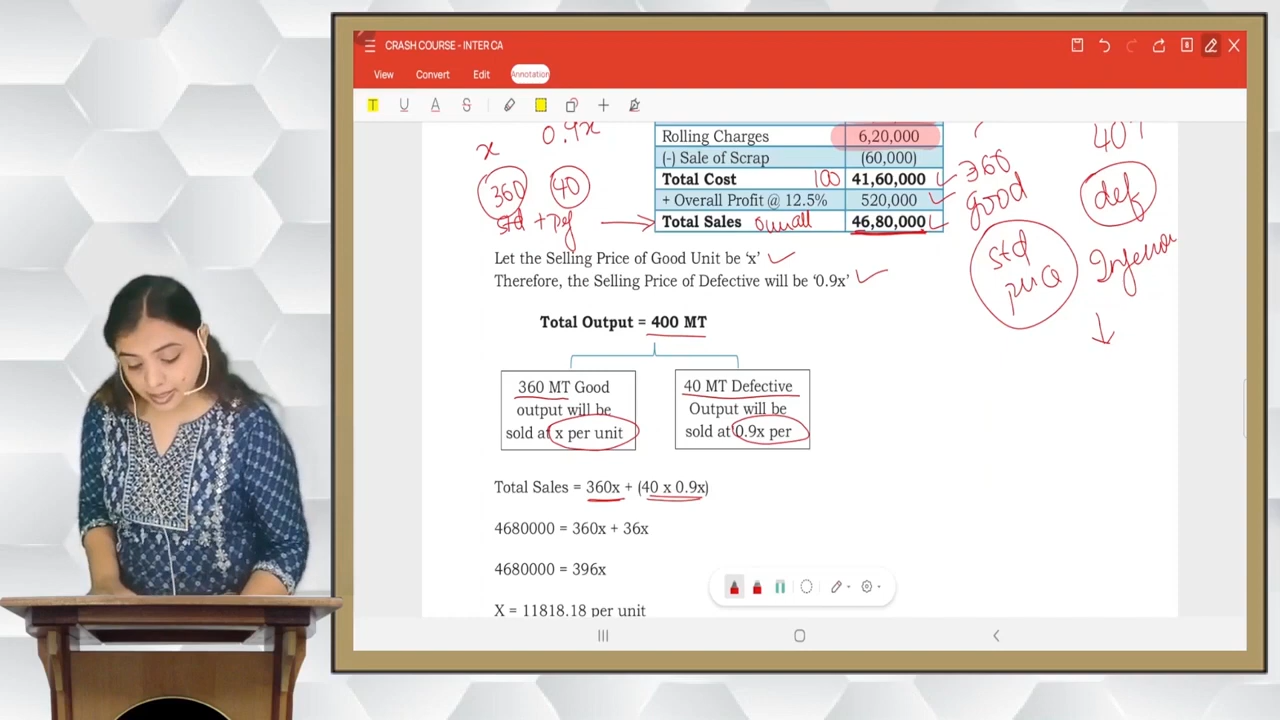 CRASH COURSE - INTER CA
View Convert Edit Annotation
T U A S
x 0.9x
Rolling Charges 6,20,000
(-) Sale of Scrap (60,000)
Total Cost 100 41,60,000
+ Overall Profit @ 12.5% 520,000
Total Sales overall 46,80,000
360 40
std + def
360
good
std
price
40
def
Inferior
Let the Selling Price of Good Unit be ‘x’
Therefore, the Selling Price of Defective will be ‘0.9x’
Total Output = 400 MT
360 MT Good
output will be
sold at x per unit
40 MT Defective
Output will be
sold at 0.9x per
Total Sales = 360x + (40 x 0.9x)
4680000 = 360x + 36x
4680000 = 396x
X = 11818.18 per unit